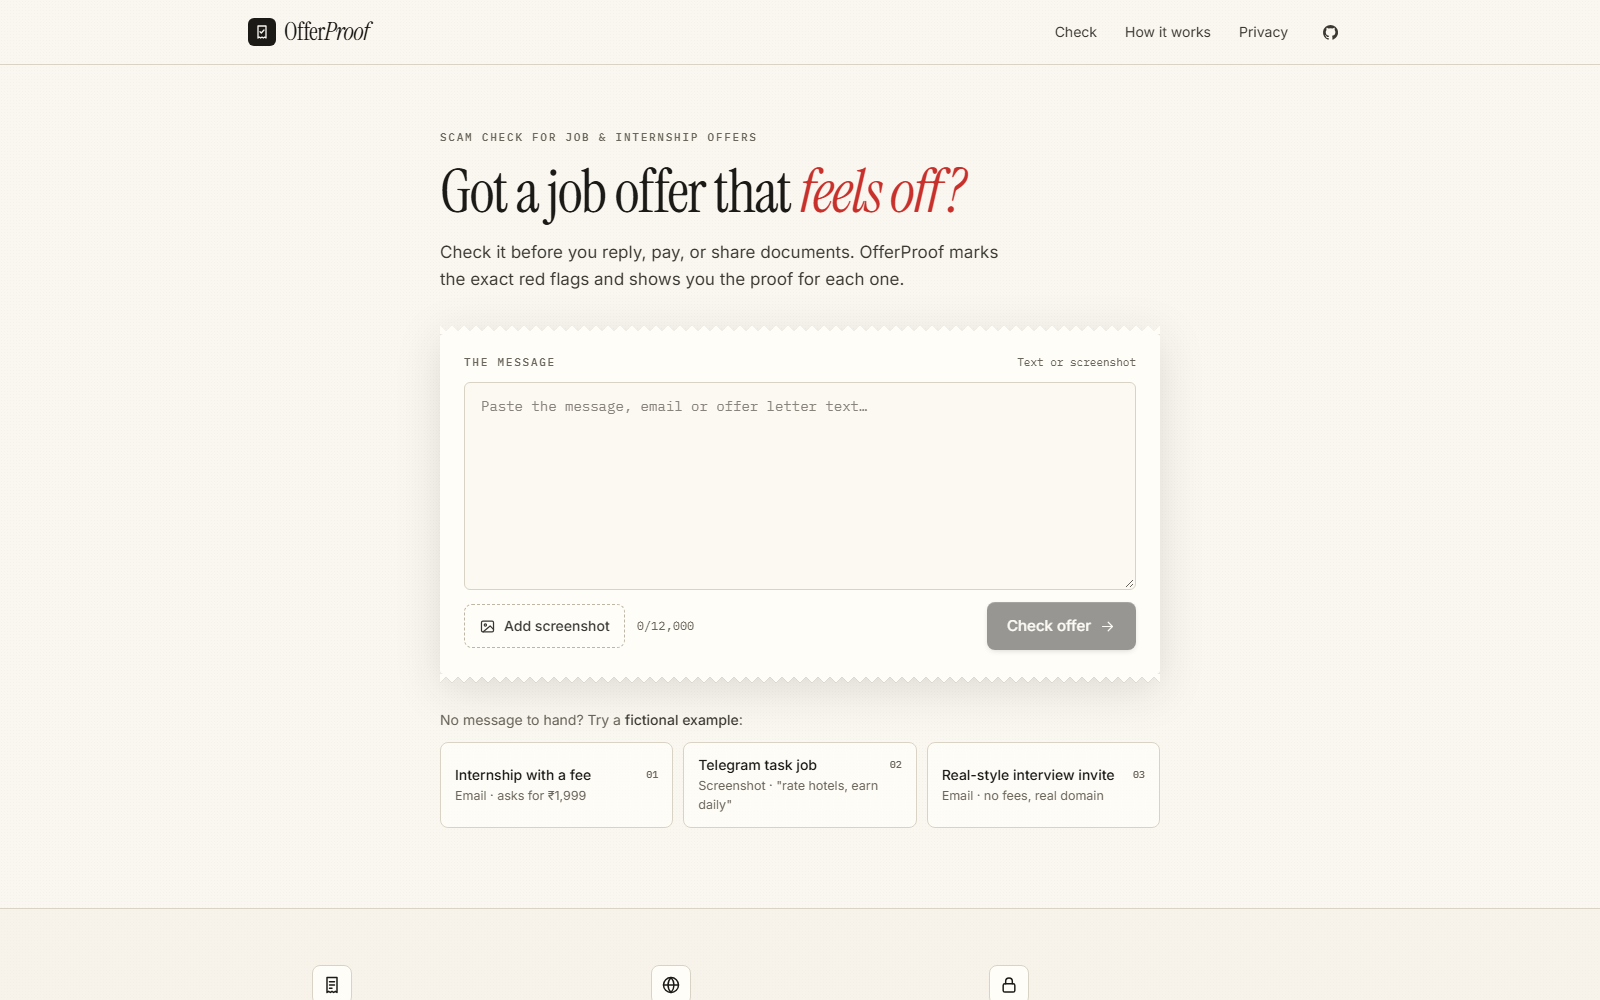 OfferProof
Check
How it works
Privacy
SCAM CHECK FOR JOB & INTERNSHIP OFFERS
Got a job offer that feels off?
Check it before you reply, pay, or share documents. OfferProof marks
the exact red flags and shows you the proof for each one.
THE MESSAGE
Text or screenshot
Paste the message, email or offer letter text…
Add screenshot
0/12,000
Check offer →
No message to hand? Try a fictional example:
Internship with a fee
01
Email · asks for ₹1,999
Telegram task job
02
Screenshot · "rate hotels, earn
daily"
Real-style interview invite
03
Email · no fees, real domain